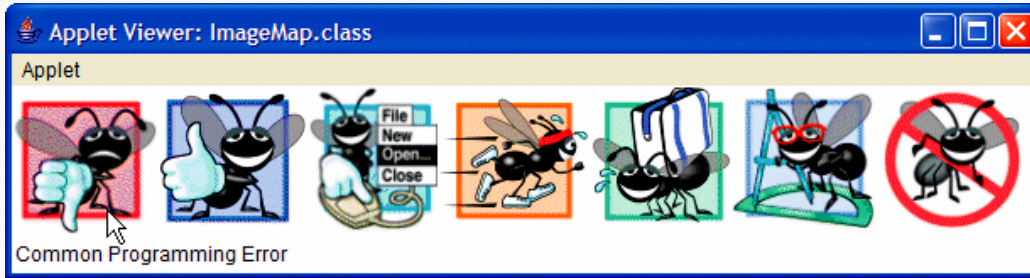 Applet Viewer: ImageMap.class
Applet
File
New
Open...
Close
Common Programming Error